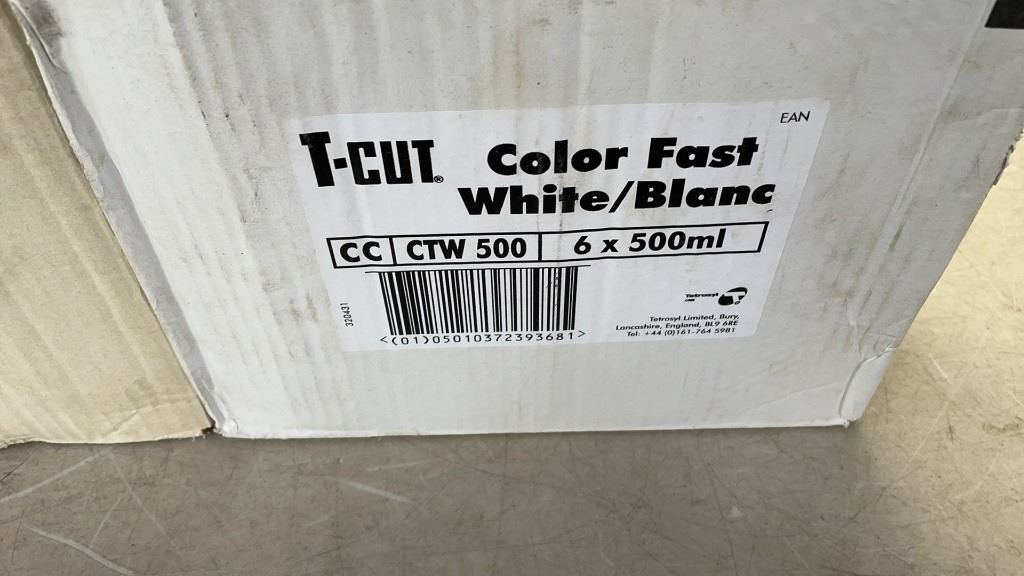 EAN
T-CUT® Color Fast
White/Blanc
CC CTW 500 6 x 500ml
320431
<(01)05010372393681>
Tetrosyl
.com
Tetrosyl Limited, Bury,
Lancashire, England, BL9 6RE
Tel: +44 (0)161-764 5981